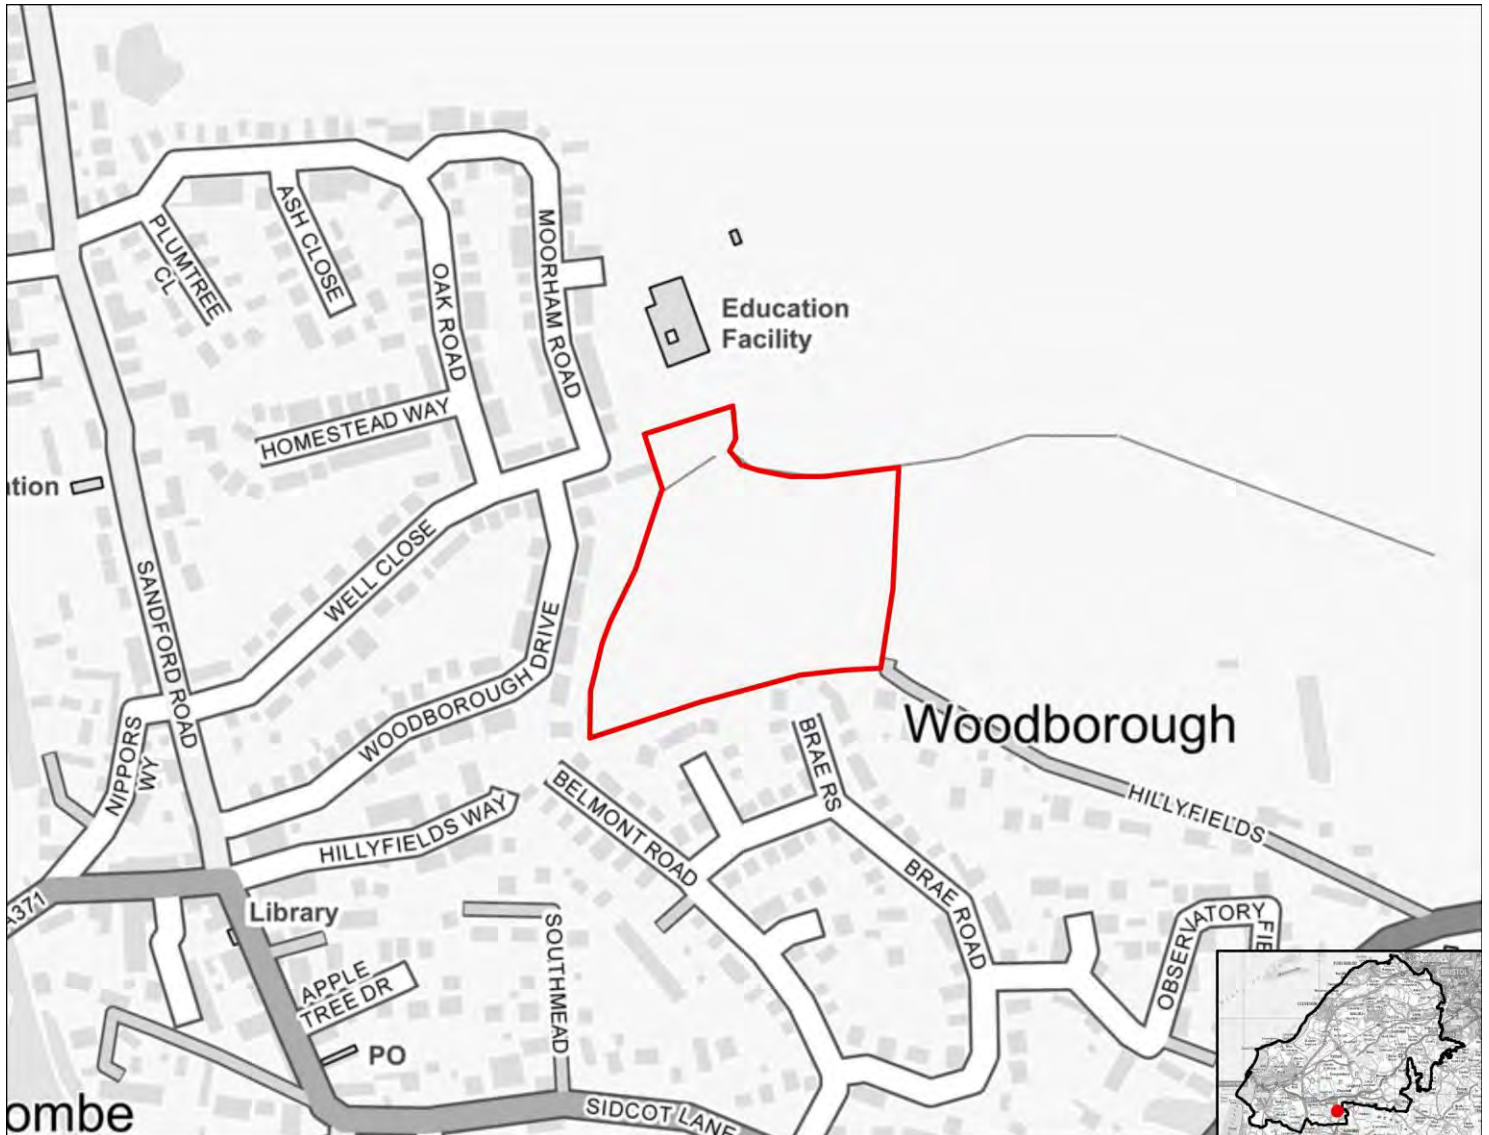 PLUMTREE
CL
ASH CLOSE
OAK ROAD
MOORHAM ROAD
Education
Facility
HOMESTEAD WAY
ation
SANDFORD ROAD
WELL CLOSE
WOODBOROUGH DRIVE
NIPPORS
WY
Woodborough
BRAE RS
HILLYFIELDS
BELMONT ROAD
HILLYFIELDS WAY
BRAE ROAD
A371
Library
SOUTHMEAD
OBSERVATORY FIE
APPLE
TREE DR
PO
ombe
SIDCOT LANE
BRISTOL